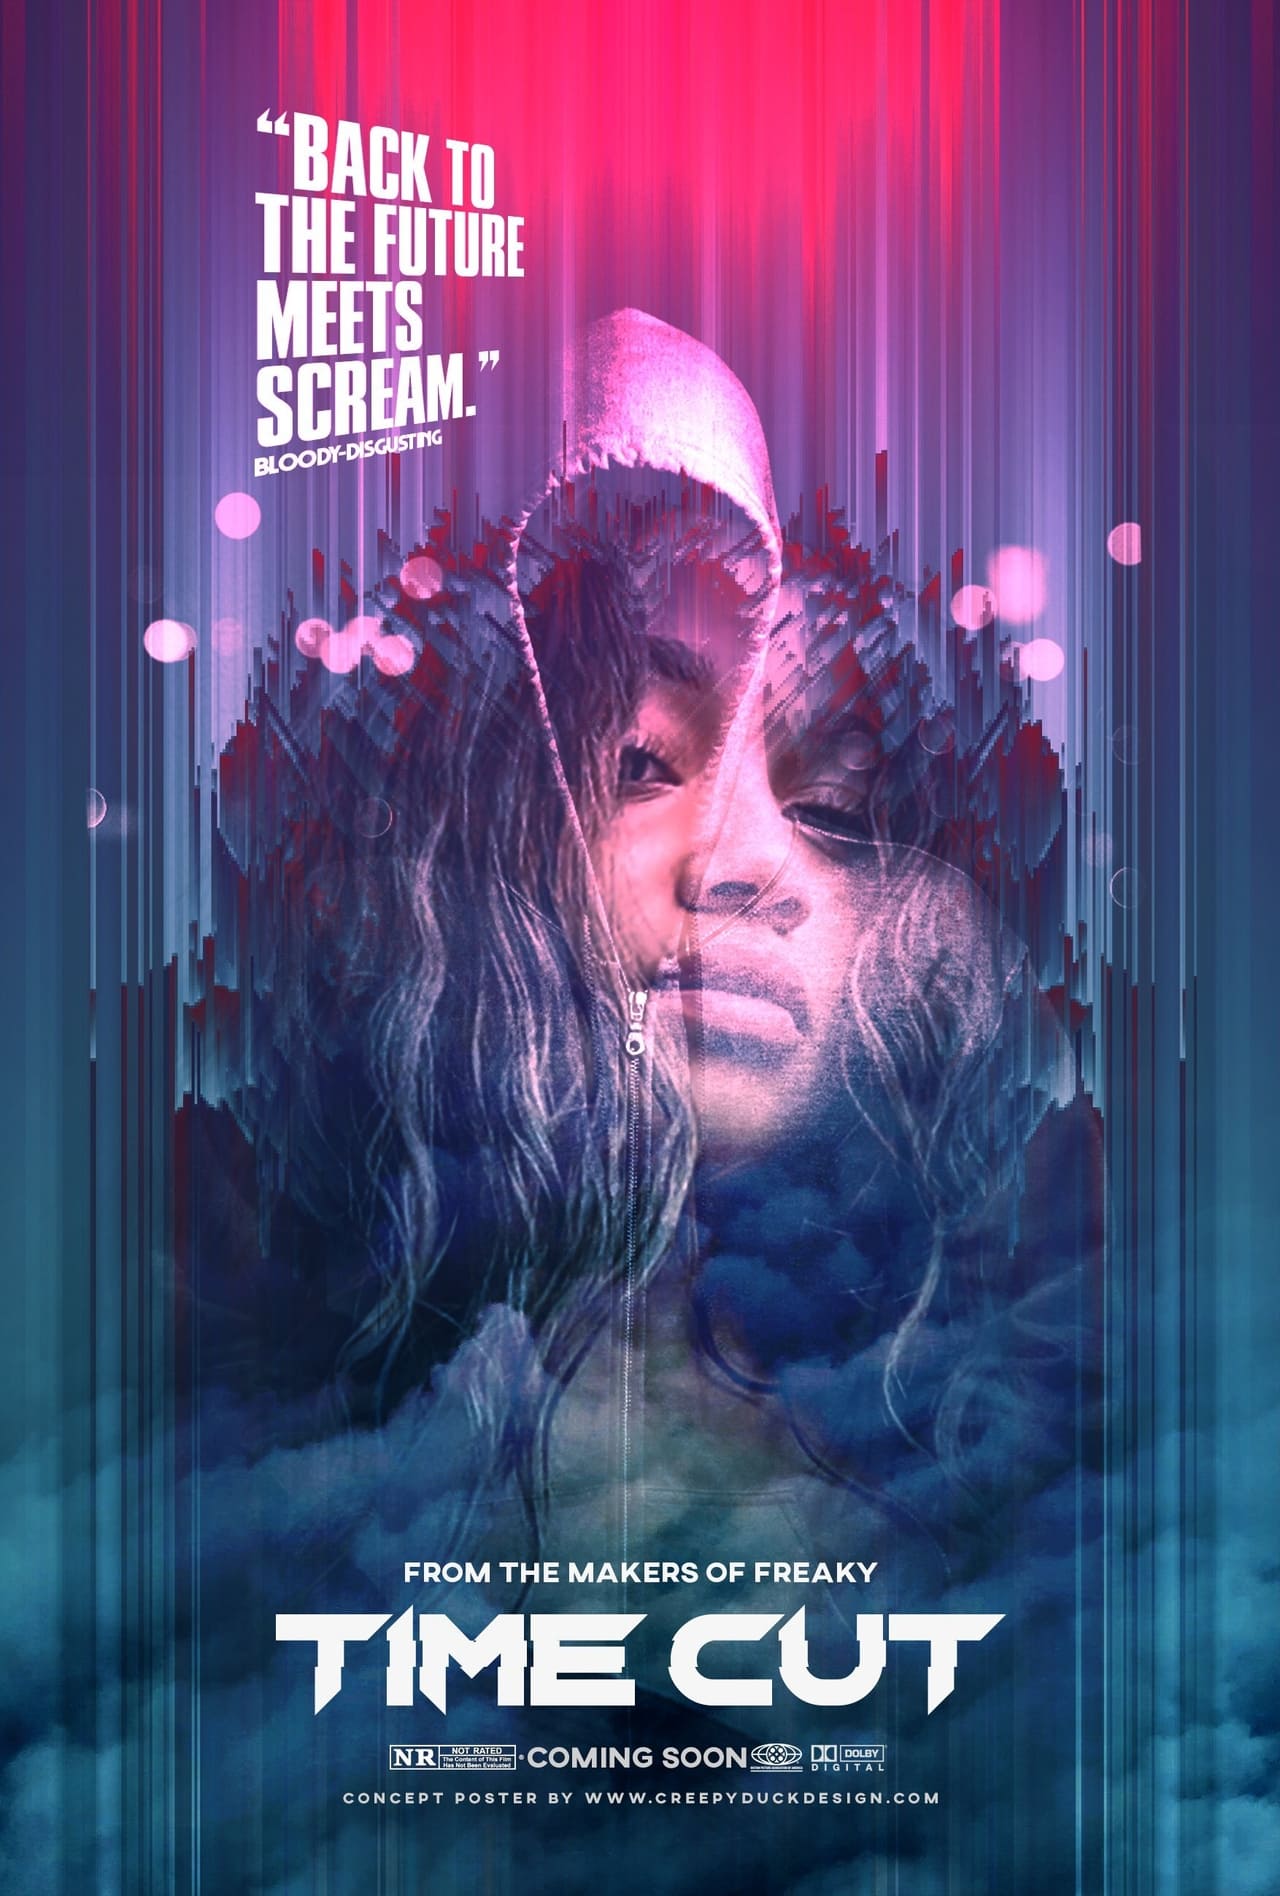 “BACK TO
THE FUTURE
MEETS
SCREAM.”
BLOODY-DISGUSTING
FROM THE MAKERS OF FREAKY
TIME CUT
NR NOT RATED
The Content of This Film
Has Not Been Evaluated
COMING SOON
DOLBY
DIGITAL
CONCEPT POSTER BY WWW.CREEPYDUCKDESIGN.COM